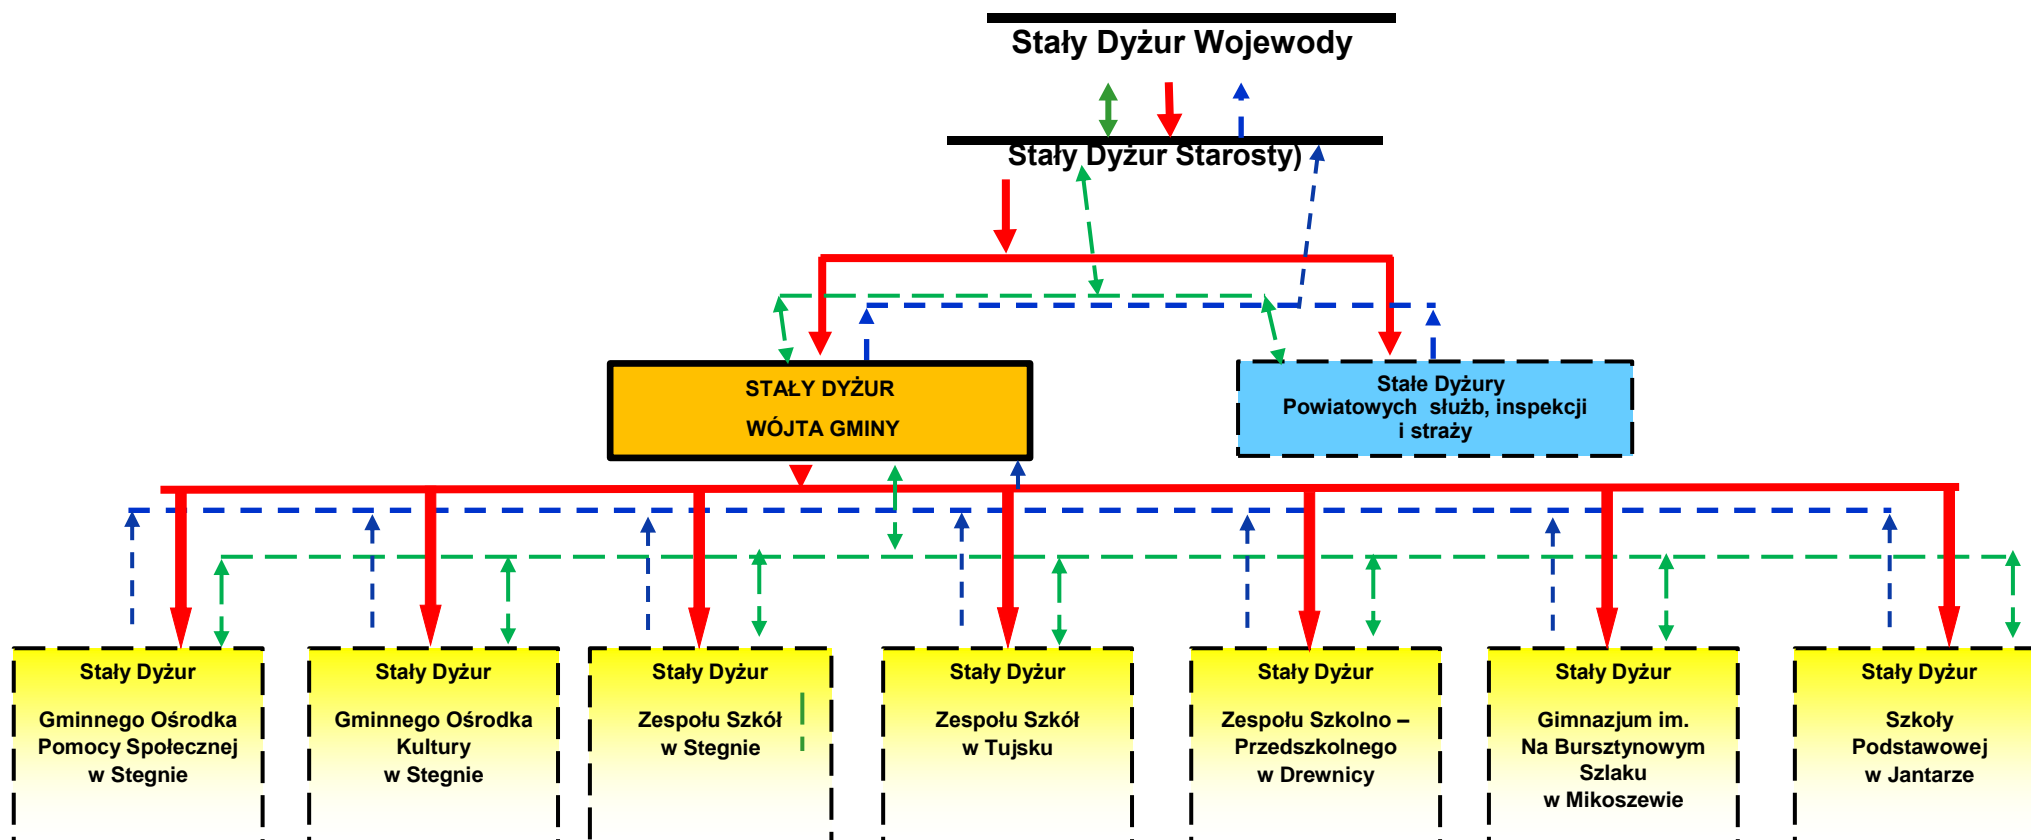 Stały Dyżur Wojewody
Stały Dyżur Starosty)
STAŁY DYŻUR
WÓJTA GMINY
Stałe Dyżury
Powiatowych służb, inspekcji
i straży
Stały Dyżur
Gminnego Ośrodka
Pomocy Społecznej
w Stegnie
Stały Dyżur
Gminnego Ośrodka
Kultury
w Stegnie
Stały Dyżur
Zespołu Szkół
w Stegnie
Stały Dyżur
Zespołu Szkół
w Tujsku
Stały Dyżur
Zespołu Szkolno –
Przedszkolnego
w Drewnicy
Stały Dyżur
Gimnazjum im.
Na Bursztynowym
Szlaku
w Mikoszewie
Stały Dyżur
Szkoły
Podstawowej
w Jantarze